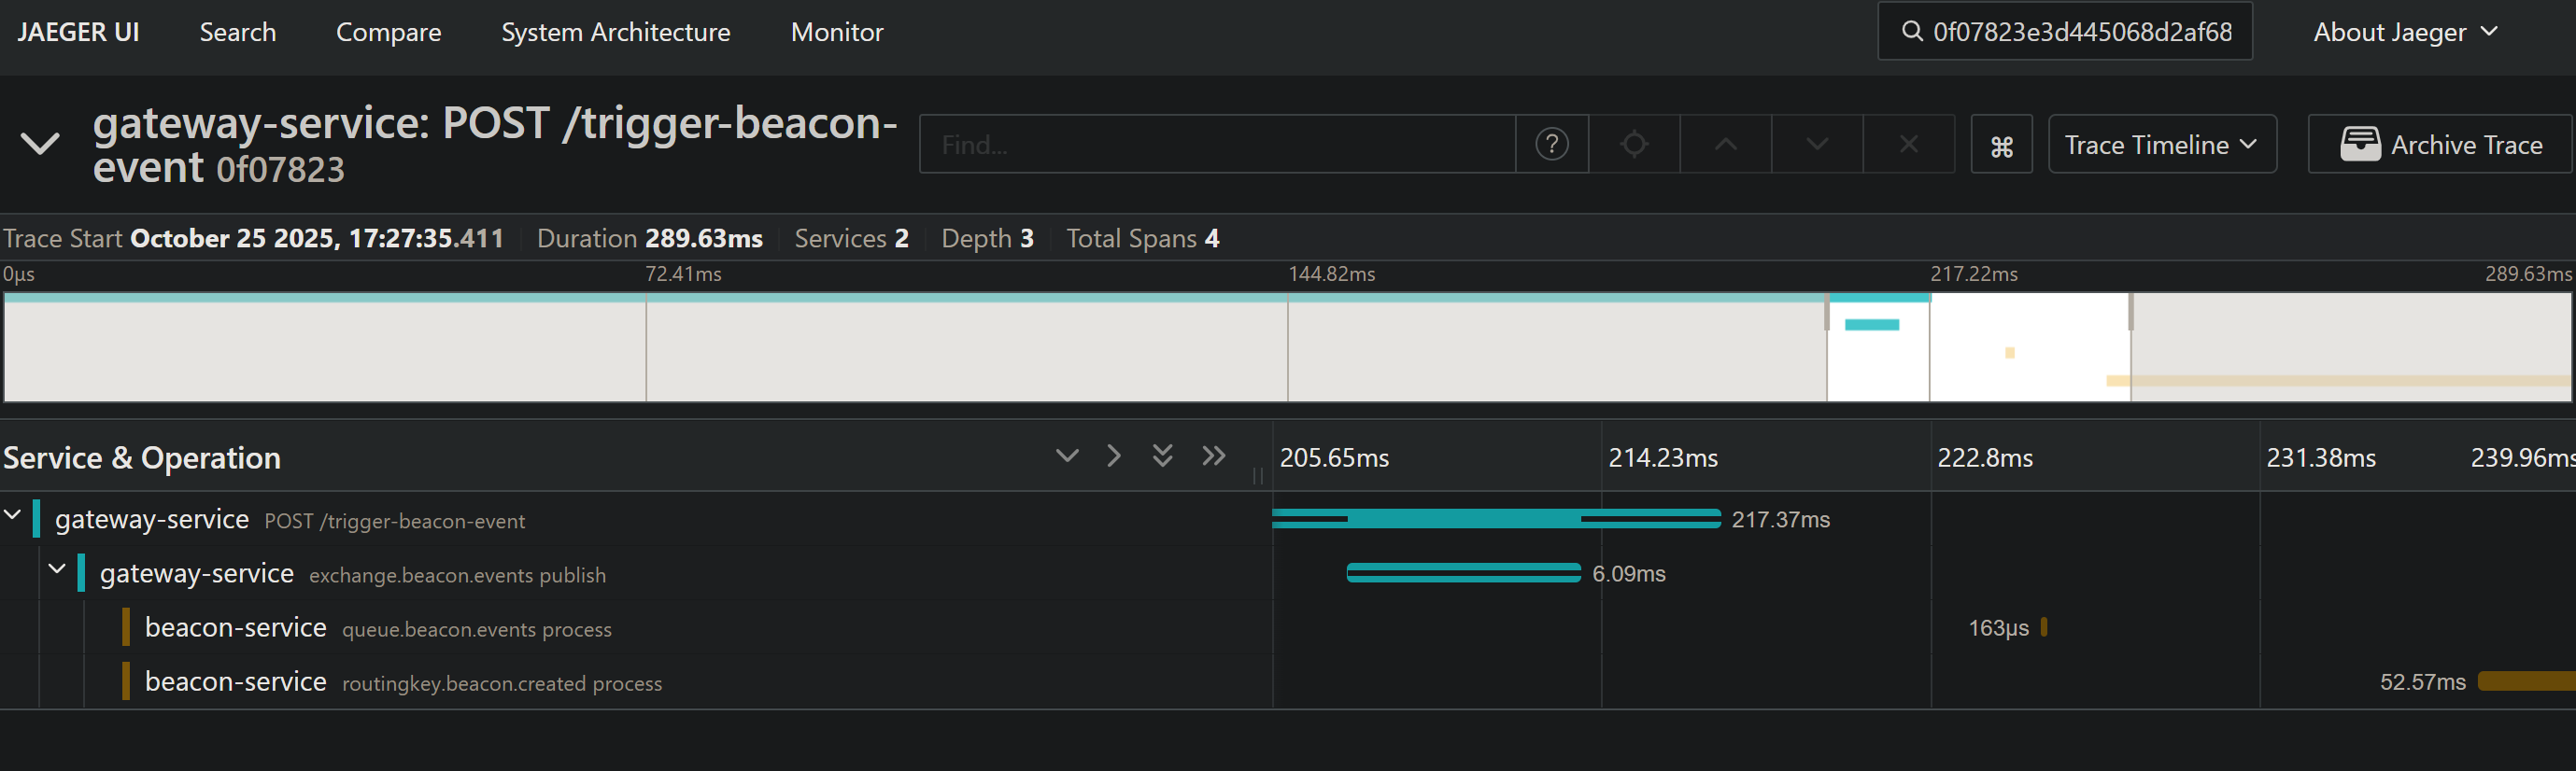 JAEGER UI Search Compare System Architecture Monitor 0f07823e3d445068d2af68 About Jaeger
gateway-service: POST /trigger-beacon-
event 0f07823
Find... ? ⌘ Trace Timeline Archive Trace
Trace Start October 25 2025, 17:27:35.411 Duration 289.63ms Services 2 Depth 3 Total Spans 4
0μs 72.41ms 144.82ms 217.22ms 289.63ms
Service & Operation 205.65ms 214.23ms 222.8ms 231.38ms 239.96ms
gateway-service POST /trigger-beacon-event 217.37ms
gateway-service exchange.beacon.events publish 6.09ms
beacon-service queue.beacon.events process 163μs
beacon-service routingkey.beacon.created process 52.57ms